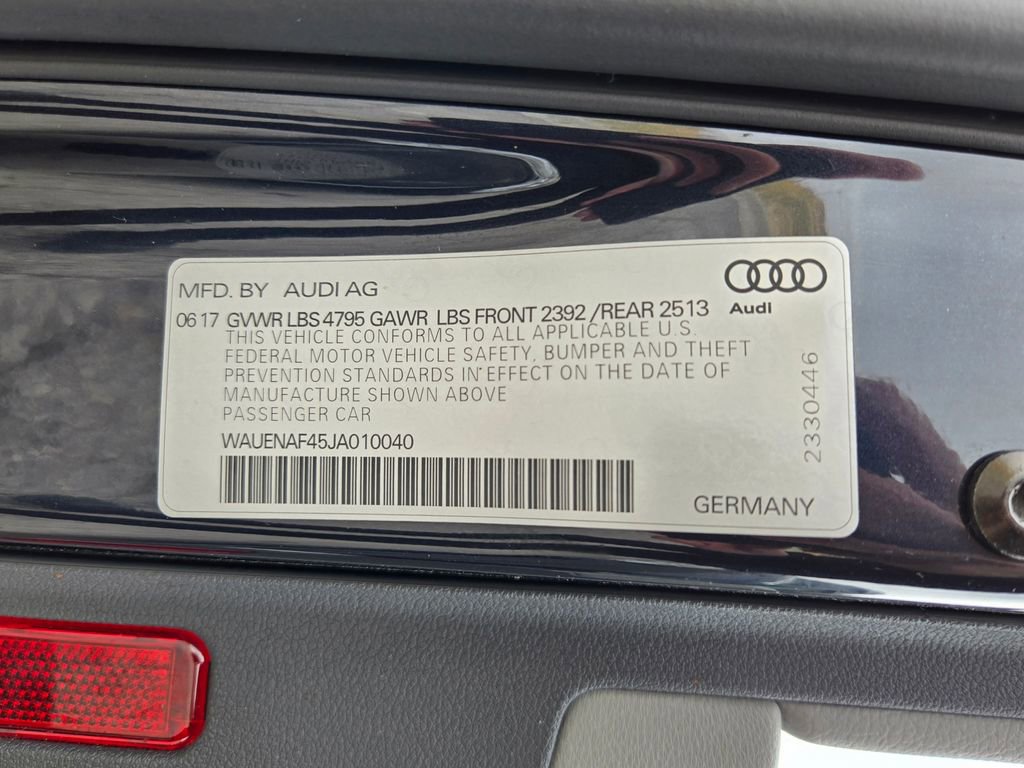 MFD. BY AUDI AG
Audi
06 17 GVWR LBS 4795 GAWR LBS FRONT 2392 /REAR 2513
THIS VEHICLE CONFORMS TO ALL APPLICABLE U.S.
FEDERAL MOTOR VEHICLE SAFETY, BUMPER AND THEFT
PREVENTION STANDARDS IN EFFECT ON THE DATE OF
MANUFACTURE SHOWN ABOVE
PASSENGER CAR
WAUENAF45JA010040
2330446
GERMANY